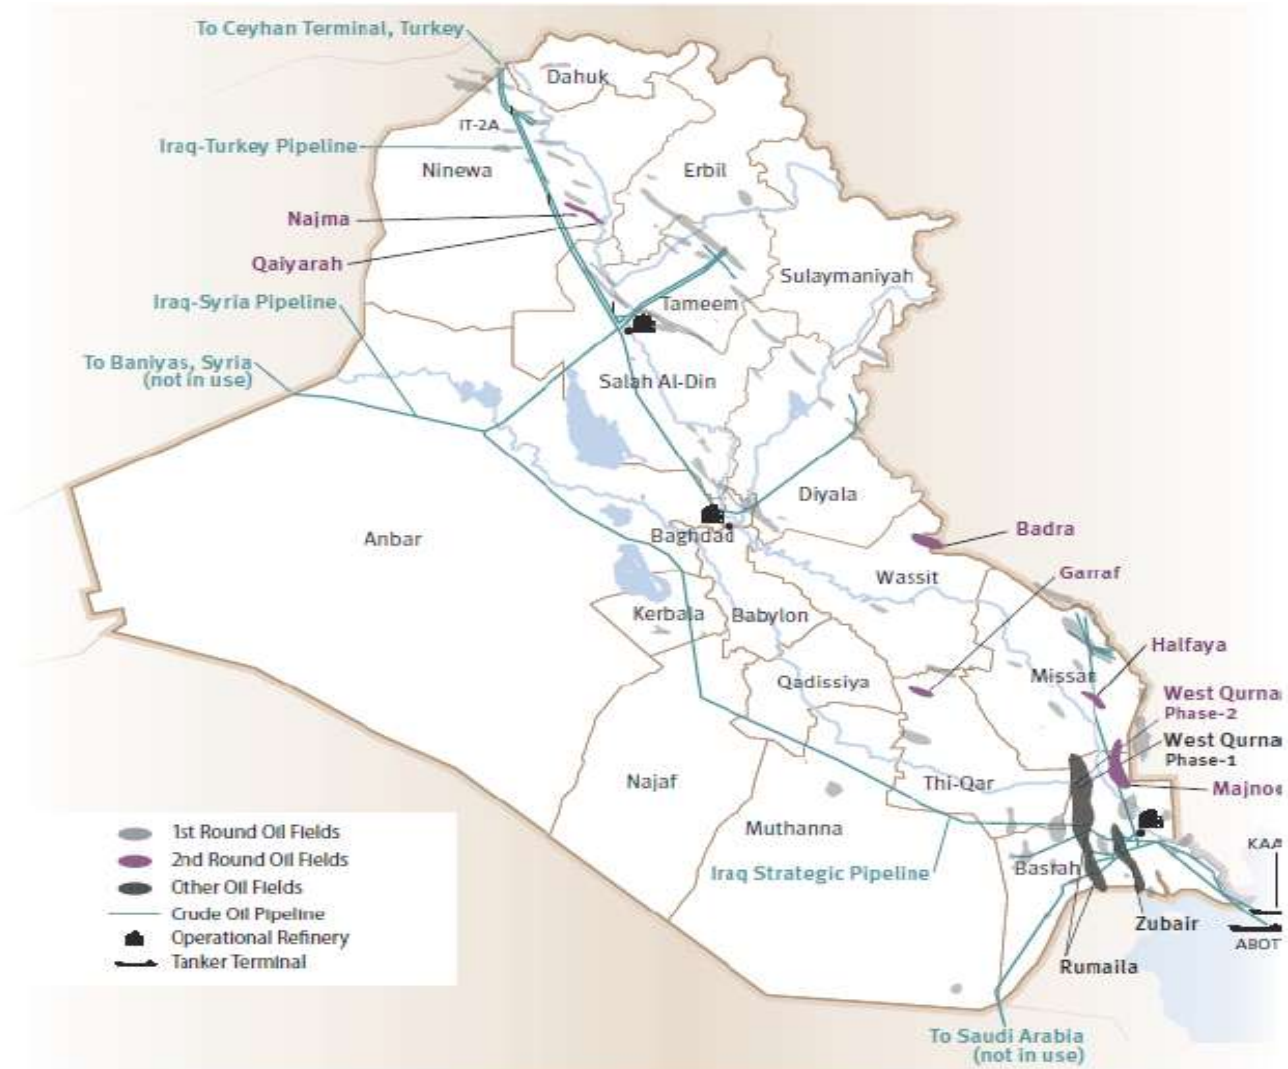 To Ceyhan Terminal, Turkey
Dahuk
IT-2A
Iraq-Turkey Pipeline
Ninewa
Erbil
Najma
Qaiyarah
Sulaymaniyah
Iraq-Syria Pipeline
Tameem
To Baniyas, Syria
(not in use)
Salah Al-Din
Diyala
Anbar
Baghdad
Badra
Wassit
Garraf
Kerbala
Babylon
Halfaya
Qadissiya
Missan
West Qurna
Phase-2
West Qurna
Phase-1
Najaf
Thi-Qar
Majnoo
Muthanna
1st Round Oil Fields
2nd Round Oil Fields
Other Oil Fields
Crude Oil Pipeline
Operational Refinery
Tanker Terminal
Iraq Strategic Pipeline
Basrah
KAA
Zubair
ABOT
Rumaila
To Saudi Arabia
(not in use)